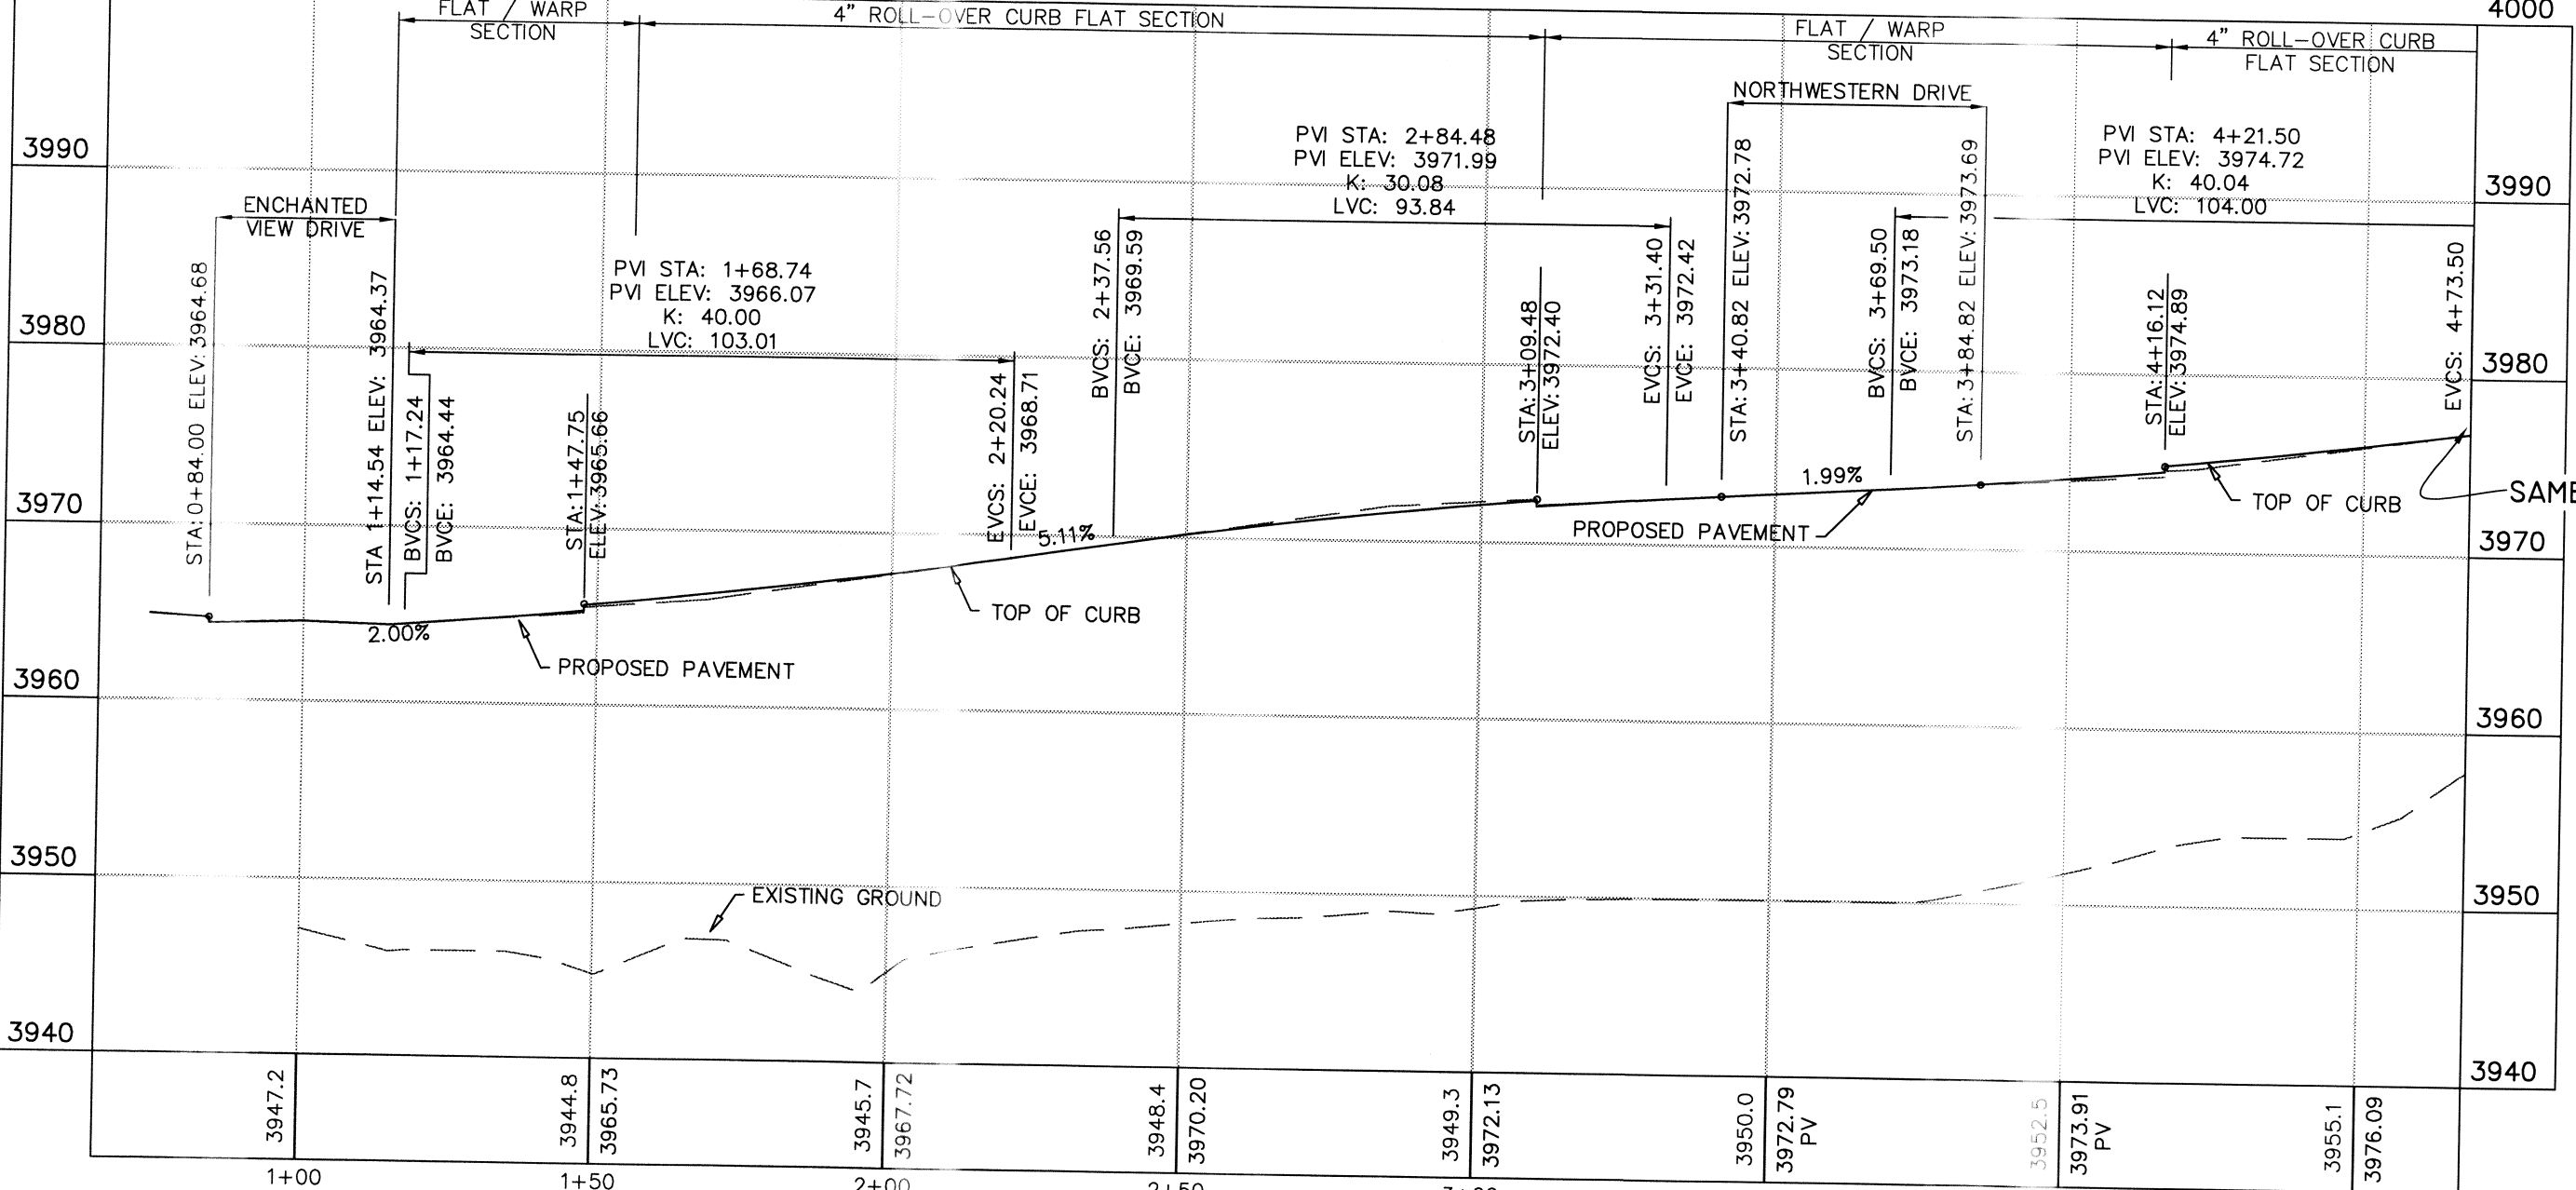 FLAT / WARP
SECTION
4" ROLL-OVER CURB FLAT SECTION
FLAT / WARP
SECTION
4" ROLL-OVER CURB
FLAT SECTION
4000
NORTHWESTERN DRIVE
3990
3990
ENCHANTED
VIEW DRIVE
PVI STA: 2+84.48
PVI ELEV: 3971.99
K: 30.08
LVC: 93.84
PVI STA: 4+21.50
PVI ELEV: 3974.72
K: 40.04
LVC: 104.00
PVI STA: 1+68.74
PVI ELEV: 3966.07
K: 40.00
LVC: 103.01
3980
3980
STA: 0+84.00 ELEV: 3964.68
STA 1+14.54 ELEV: 3964.37
BVCS: 1+17.24
BVCE: 3964.44
STA: 1+47.75
ELEV: 3965.66
EVCS: 2+20.24
EVCE: 3968.71
BVCS: 2+37.56
BVCE: 3969.59
STA: 3+09.48
ELEV: 3972.40
EVCS: 3+31.40
EVCE: 3972.42
STA: 3+40.82 ELEV: 3972.78
BVCS: 3+69.50
BVCE: 3973.18
STA: 3+84.82 ELEV: 3973.69
STA: 4+16.12
ELEV: 3974.89
EVCS: 4+73.50
3970
3970
5.11%
1.99%
2.00%
PROPOSED PAVEMENT
TOP OF CURB
PROPOSED PAVEMENT
TOP OF CURB
SAME
3960
3960
3950
3950
EXISTING GROUND
3940
3940
3947.2
3944.8
3965.73
3945.7
3967.72
3948.4
3970.20
3949.3
3972.13
3950.0
3972.79
PV
3952.5
3973.91
PV
3955.1
3976.09
1+00
1+50
2+00
2+50